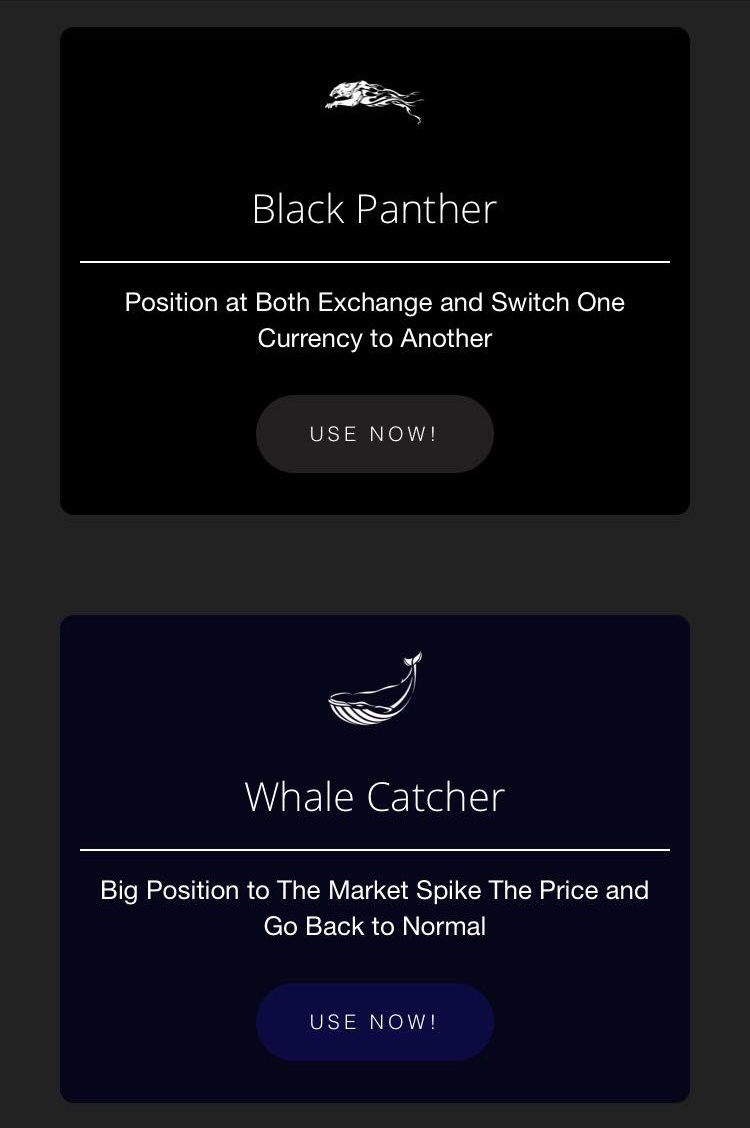 Black Panther
Position at Both Exchange and Switch One
Currency to Another
USE NOW!
Whale Catcher
Big Position to The Market Spike The Price and
Go Back to Normal
USE NOW!